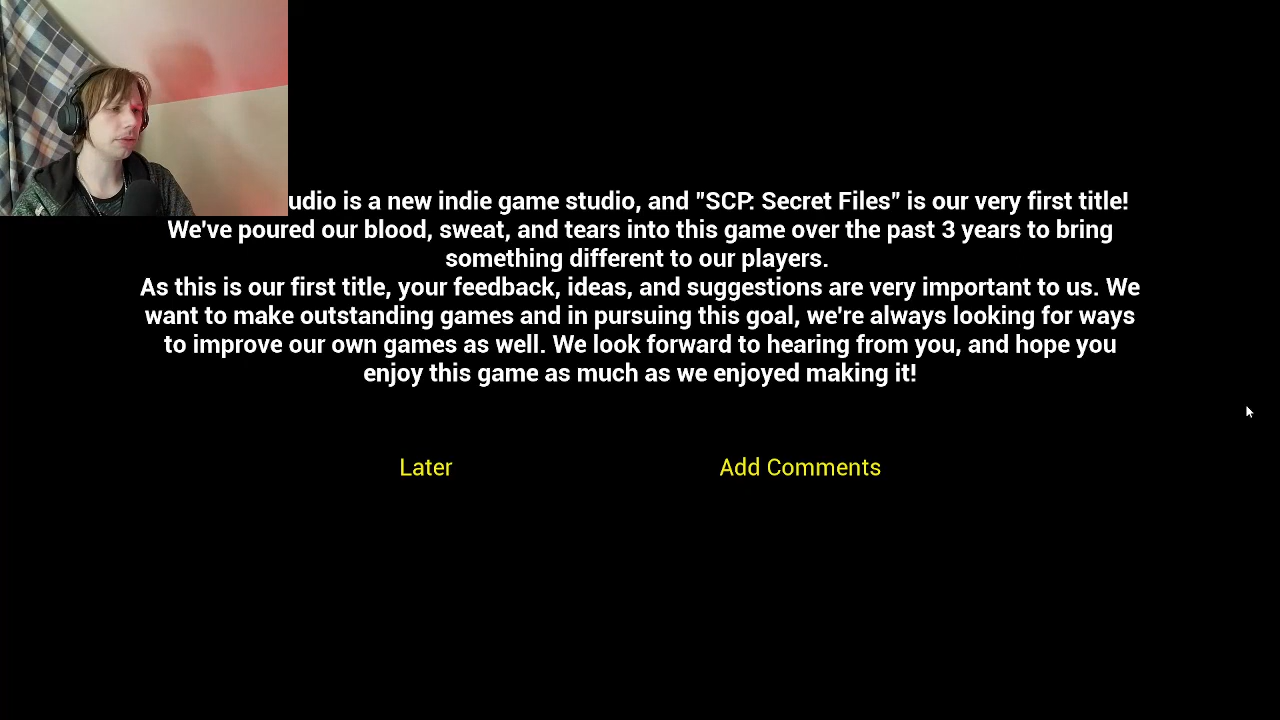 is a new indie game studio, and "SCP: Secret Files" is our very first title!
We've poured our blood, sweat, and tears into this game over the past 3 years to bring
something different to our players.
As this is our first title, your feedback, ideas, and suggestions are very important to us. We
want to make outstanding games and in pursuing this goal, we're always looking for ways
to improve our own games as well. We look forward to hearing from you, and hope you
enjoy this game as much as we enjoyed making it!
Later
Add Comments